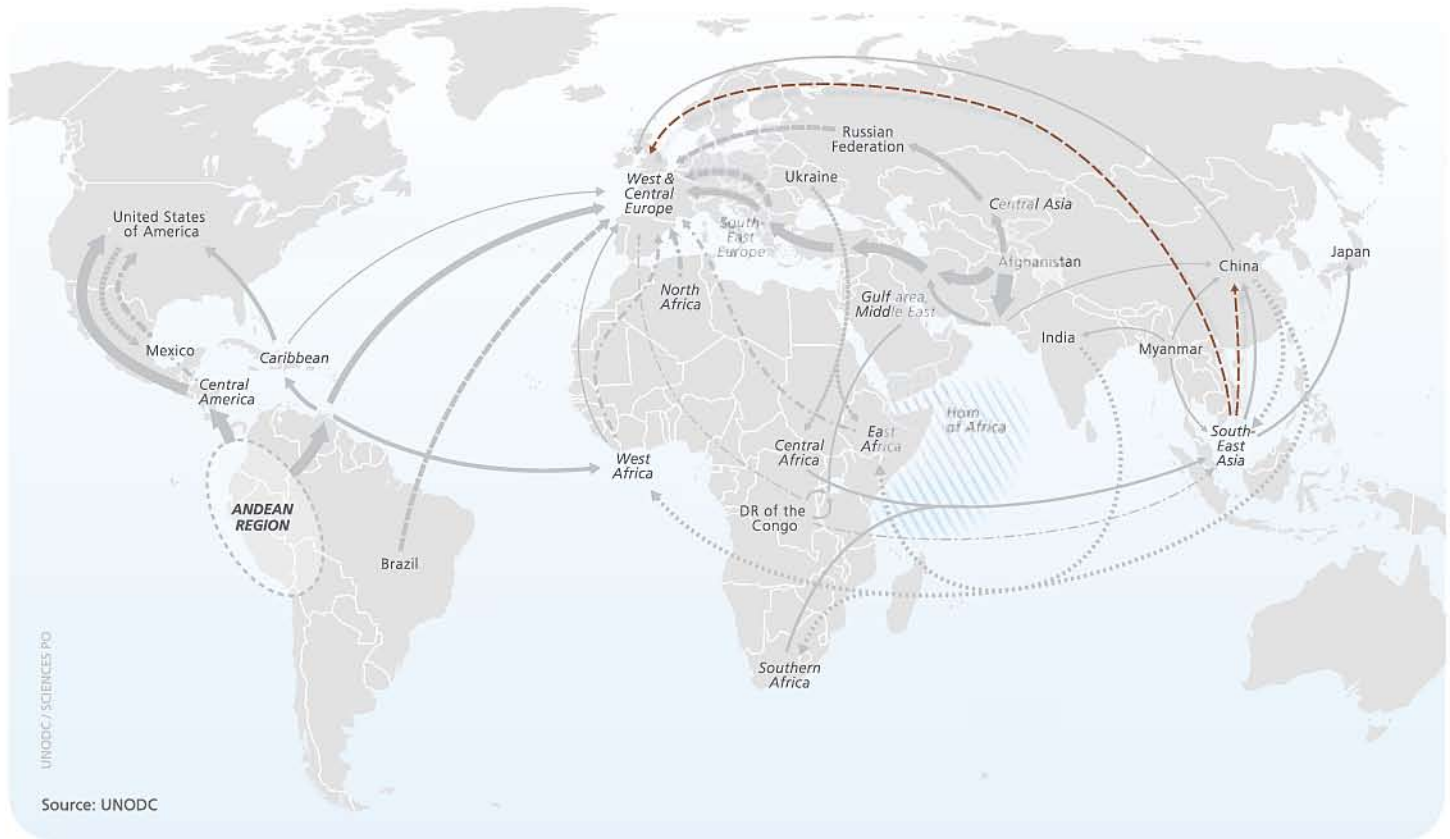 Russian
Federation
West &
Central
Europe
Ukraine
Central Asia
United States
of America
South-
East
Europe
Japan
Afghanistan
China
North
Africa
Gulf area,
Middle East
India
Mexico
Caribbean
Myanmar
Central
America
Horn
of Africa
East
Africa
Central
Africa
South-
East
Asia
West
Africa
ANDEAN
REGION
DR of the
Congo
Brazil
Southern
Africa
UNODC / SCIENCES PO
Source: UNODC